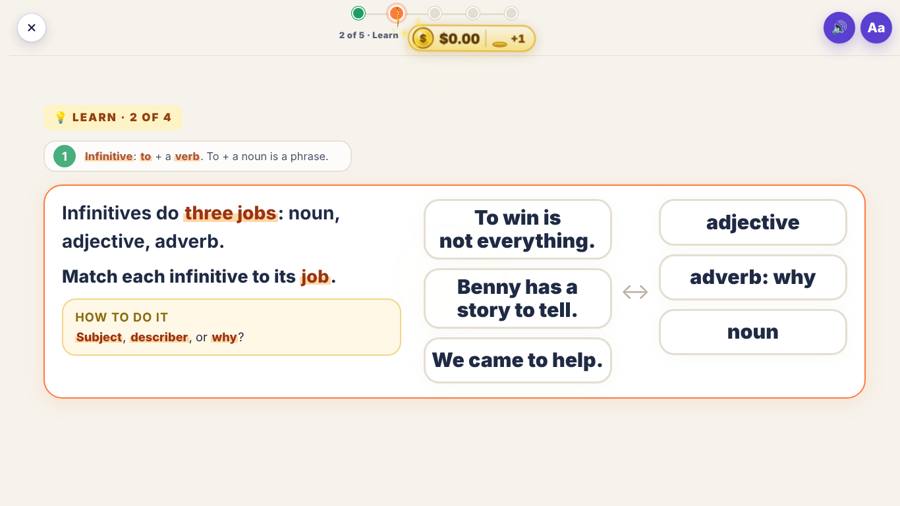 ✕
2 of 5 · Learn
$ $0.00 +1
Aa
💡 LEARN · 2 OF 4
1 Infinitive: to + a verb. To + a noun is a phrase.
Infinitives do three jobs: noun,
adjective, adverb.
Match each infinitive to its job.
HOW TO DO IT
Subject, describer, or why?
To win is
not everything.
Benny has a
story to tell.
We came to help.
↔
adjective
adverb: why
noun